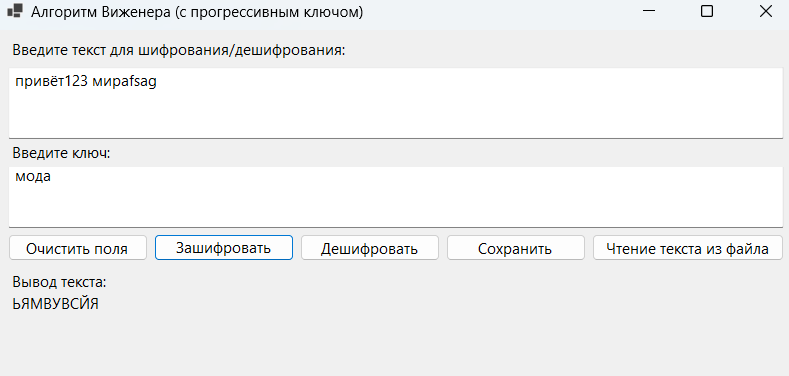 Алгоритм Виженера (с прогрессивным ключом)
Введите текст для шифрования/дешифрования:
привёт123 мирafsag
Введите ключ:
мода
Очистить поля Зашифровать Дешифровать Сохранить Чтение текста из файла
Вывод текста:
ЬЯМВУВСЙЯ